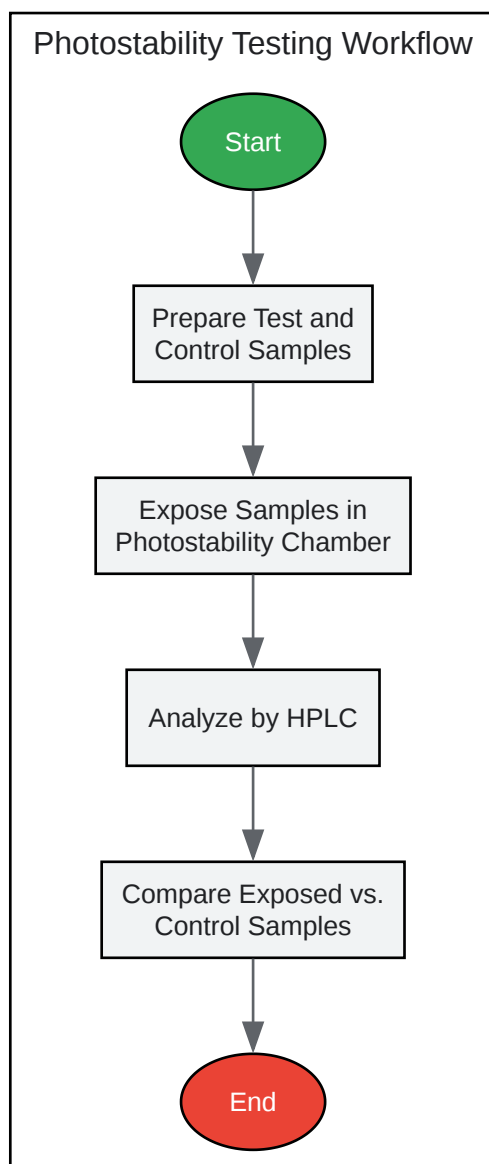 Photostability Testing Workflow
Start
Prepare Test and
Control Samples
Expose Samples in
Photostability Chamber
Analyze by HPLC
Compare Exposed vs.
Control Samples
End